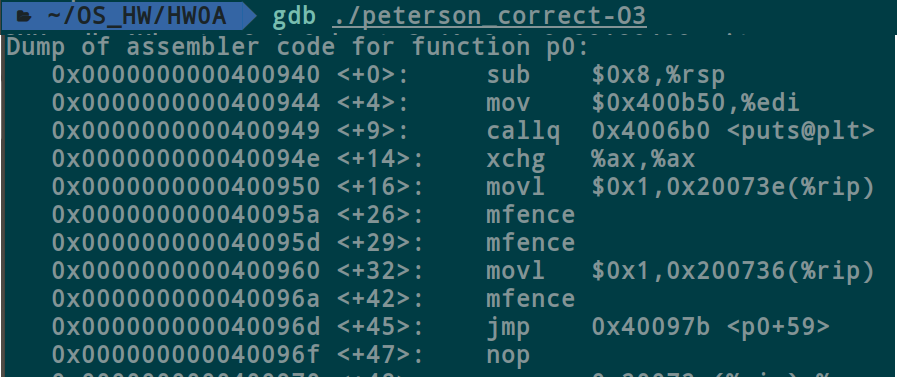 ~/OS_HW/HW0A gdb ./peterson_correct-O3
Dump of assembler code for function p0:
0x0000000000400940 <+0>: sub $0x8,%rsp
0x0000000000400944 <+4>: mov $0x400b50,%edi
0x0000000000400949 <+9>: callq 0x4006b0 <puts@plt>
0x000000000040094e <+14>: xchg %ax,%ax
0x0000000000400950 <+16>: movl $0x1,0x20073e(%rip)
0x000000000040095a <+26>: mfence
0x000000000040095d <+29>: mfence
0x0000000000400960 <+32>: movl $0x1,0x200736(%rip)
0x000000000040096a <+42>: mfence
0x000000000040096d <+45>: jmp 0x40097b <p0+59>
0x000000000040096f <+47>: nop